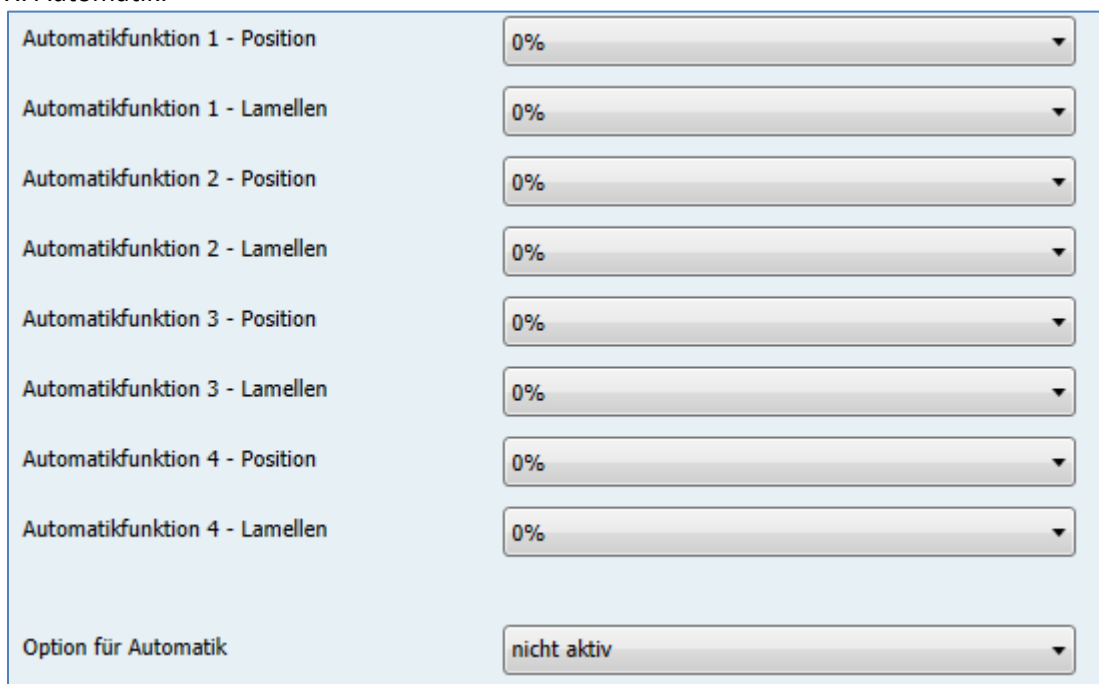 Automatikfunktion 1 - Position 0%
Automatikfunktion 1 - Lamellen 0%
Automatikfunktion 2 - Position 0%
Automatikfunktion 2 - Lamellen 0%
Automatikfunktion 3 - Position 0%
Automatikfunktion 3 - Lamellen 0%
Automatikfunktion 4 - Position 0%
Automatikfunktion 4 - Lamellen 0%
Option für Automatik nicht aktiv